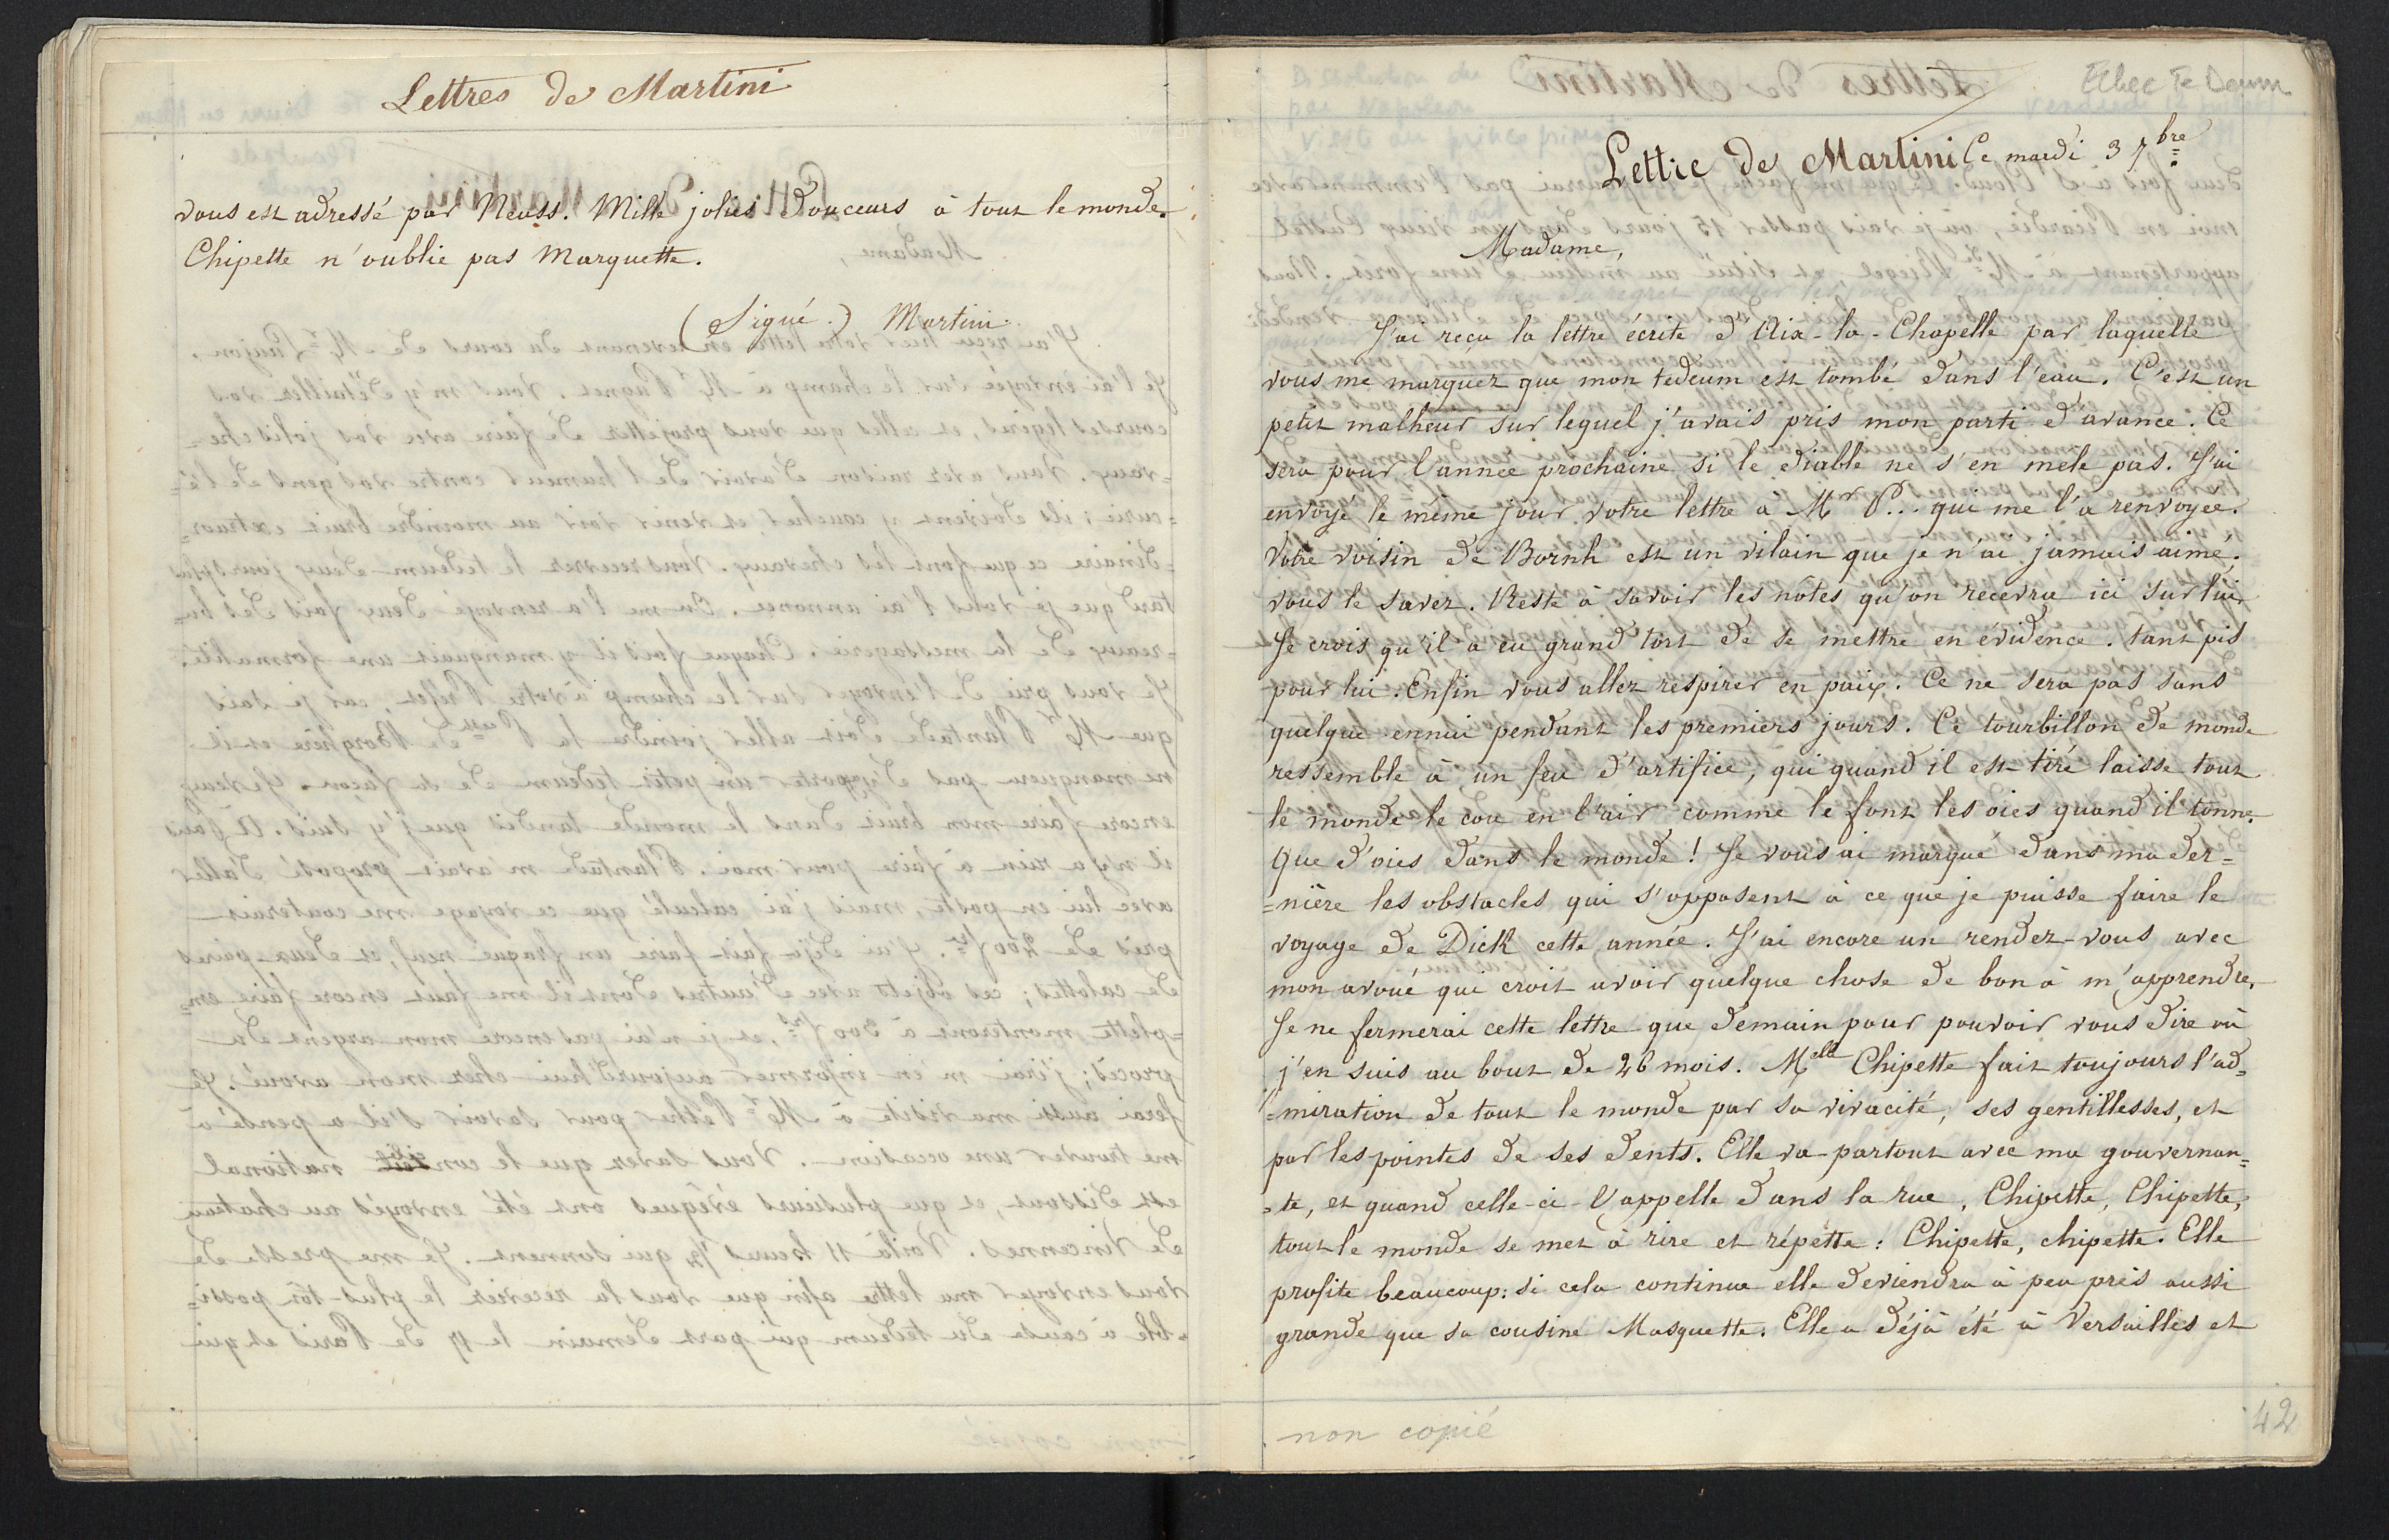 Lettres de Martini
vous est adressé par Neuss. Mille jolies douceurs à tout le monde.
Chipette n'oublie pas Marquette.
(Signé.) Martini.
Echec Te Deum
Lettre de Martini Ce mardi 3 7bre.
Madame,
J'ai reçu la lettre écrite d'Aix-la-Chapelle par laquelle
vous me marquez que mon tedeum est tombé dans l'eau. C'est un
petit malheur sur lequel j'avais pris mon parti d'avance. Ce
sera pour l'année prochaine si le diable ne s'en mele pas. J'ai
envoyé le même jour votre lettre à Mr P... qui me l'a renvoyée.
Votre voisin de Bornh est un vilain que je n'ai jamais aimé.
vous le savez. Reste à savoir les notes qu'on recevra ici sur lui
Je crois qu'il a eu grand tort de se mettre en évidence. tant pis
pour lui. Enfin vous allez respirer en paix. Ce ne sera pas sans
quelque ennui pendant les premiers jours. Ce tourbillon de monde
ressemble à un feu d'artifice, qui quand il est tiré laisse tout
le monde le cou en l'air comme le font les oies quand il tonne.
Que d'oies dans le monde! Je vous ai marqué dans ma der=
=nière les obstacles qui s'opposent à ce que je puisse faire le
voyage de Dick cette année. J'ai encore un rendez-vous avec
mon avoué qui croit avoir quelque chose de bon à m'apprendre,
Je ne fermerai cette lettre que demain pour pouvoir vous dire où
j'en suis au bout de 26 mois. Melle Chipette fait toujours l'ad=
=miration de tout le monde par sa vivacité, ses gentillesses, et
par les pointes de ses dents. Elle va partout avec ma gouvernan=
=te, et quand celle-ci l'appelle dans la rue, Chipette, Chipette,
tout le monde se met à rire et répette: Chipette, chipette. Elle
profite beaucoup: si cela continue elle deviendra à peu près aussi
grande que sa cousine Masquette. Elle a déjà été à Versailles et
non copié
42